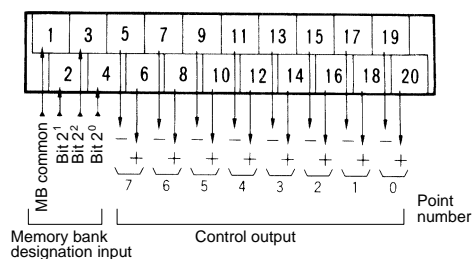 1 3 5 7 9 11 13 15 17 19
2 4 6 8 10 12 14 16 18 20
MB common
Bit 2¹
Bit 2²
Bit 2⁰
− − − − − − − −
+ + + + + + + +
7 6 5 4 3 2 1 0
Point
number
Memory bank
designation input
Control output